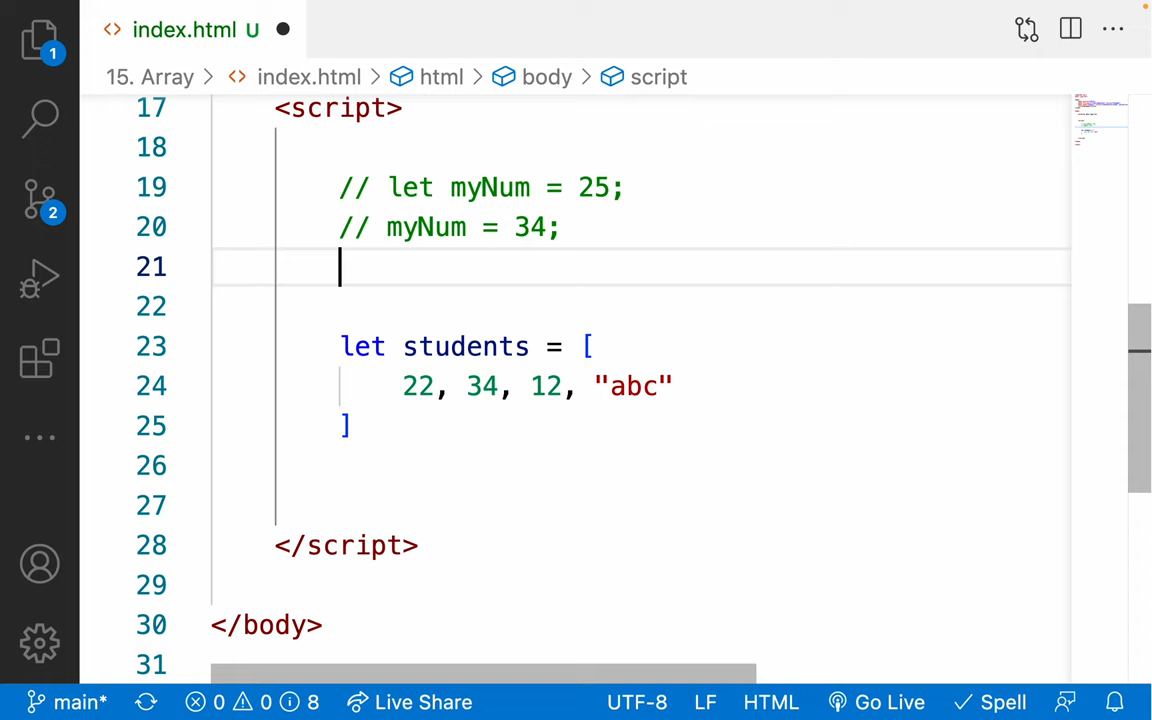 index.html U
15. Array > index.html > html > body > script
1
2
17 <script>
18
19 // let myNum = 25;
20 // myNum = 34;
21
22
23 let students = [
24 22, 34, 12, "abc"
25 ]
26
27
28 </script>
29
30 </body>
31
main* 0 0 8 Live Share UTF-8 LF HTML Go Live Spell